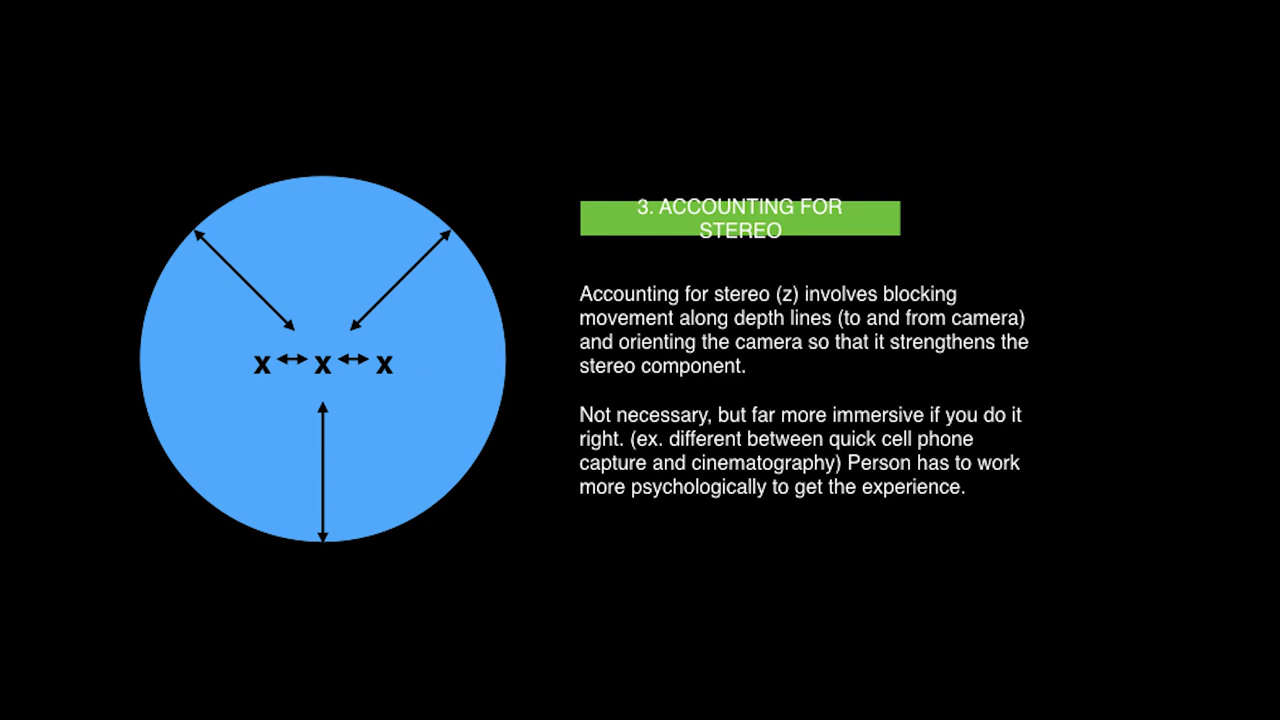 3. ACCOUNTING FOR
STEREO
Accounting for stereo (z) involves blocking
movement along depth lines (to and from camera)
and orienting the camera so that it strengthens the
stereo component.
Not necessary, but far more immersive if you do it
right. (ex. different between quick cell phone
capture and cinematography) Person has to work
more psychologically to get the experience.
x x x